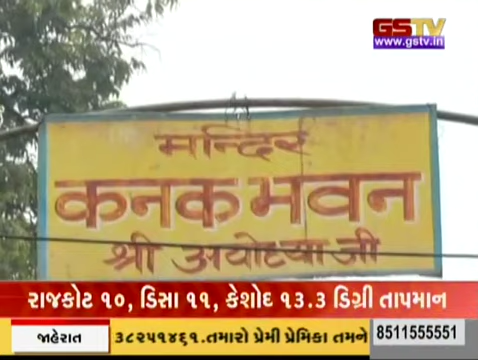 GSTV
www.gstv.in
मन्दिर
कनक भवन
श्री अयोध्या जी
રાજકોટ ૧૦, ડિસા ૧૧, કેશોદ ૧૩.૩ ડિગ્રી તાપમાન
જાહેરાત ૩૮૨૫૧૪૬૧.તમારો પ્રેમી પ્રેમિકા તમને 8511555551